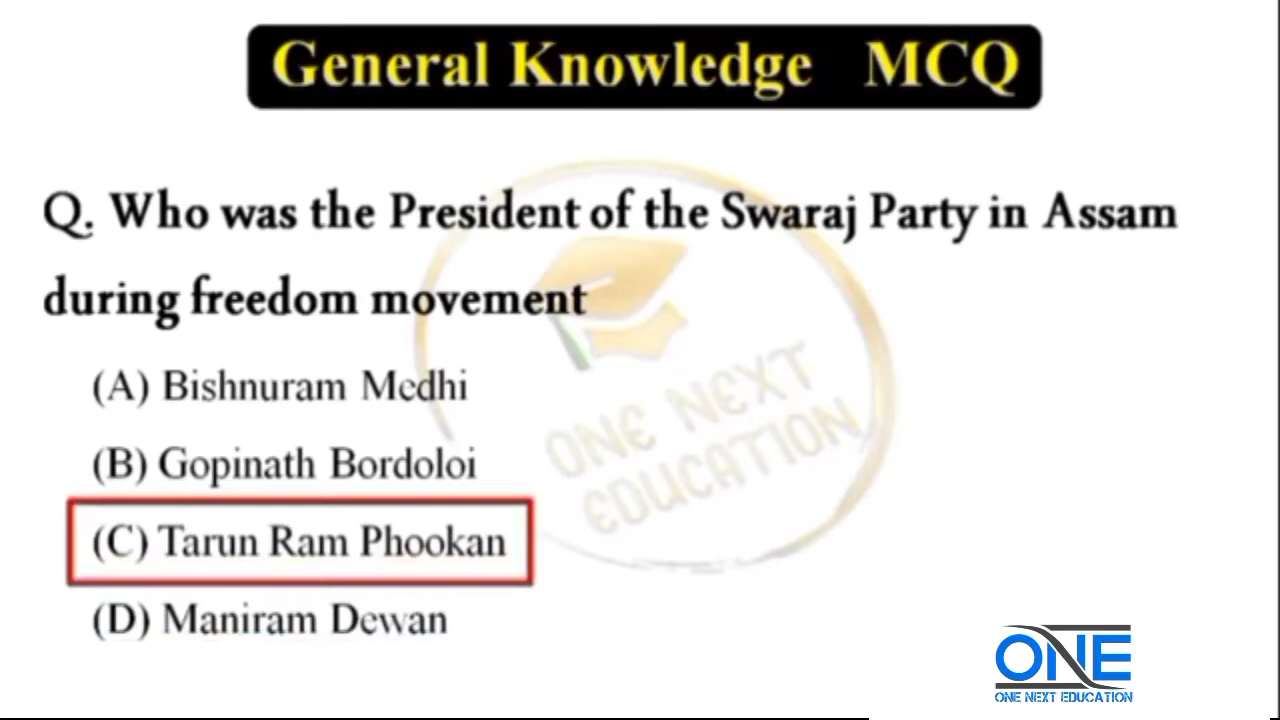 General Knowledge MCQ
Q. Who was the President of the Swaraj Party in Assam
during freedom movement
(A) Bishnuram Medhi
(B) Gopinath Bordoloi
(C) Tarun Ram Phookan
(D) Maniram Dewan
ONE NEXT
EDUCATION
ONE
ONE NEXT EDUCATION